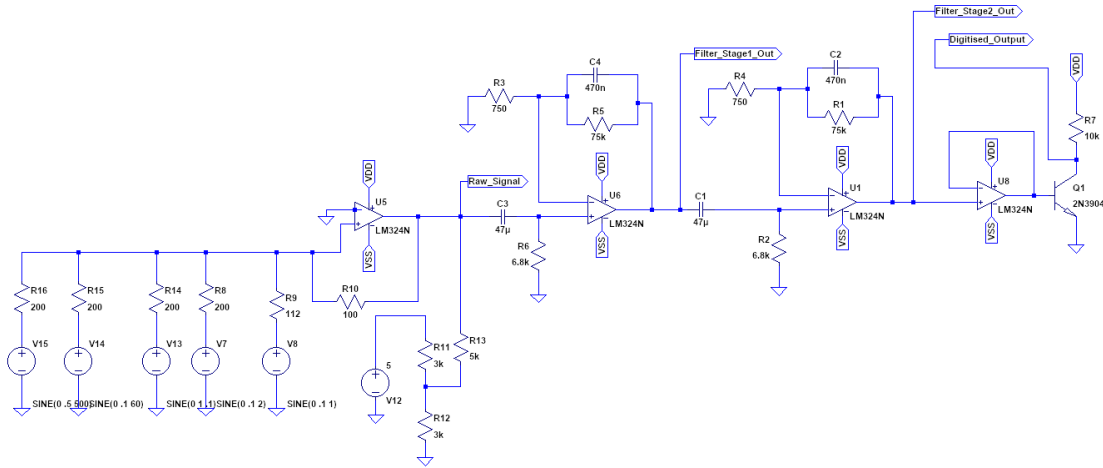 Filter_Stage2_Out
Digitised_Output
Filter_Stage1_Out
Raw_Signal
C4
470n
R3
750
R5
75k
C2
470n
R4
750
R1
75k
VDD
R7
10k
VDD
U5
LM324N
VSS
VDD
U6
LM324N
VSS
VDD
U1
LM324N
VSS
VDD
U8
LM324N
VSS
Q1
2N3904
C3
47µ
R6
6.8k
C1
47µ
R2
6.8k
R16
200
R15
200
R14
200
R8
200
R9
112
R10
100
R11
3k
R13
5k
R12
3k
V15
V14
V13
V7
V8
5
V12
SINE(0 .5 500)
SINE(0 .1 60)
SINE(0 1 .1)
SINE(0 .1 2)
SINE(0 .1 1)